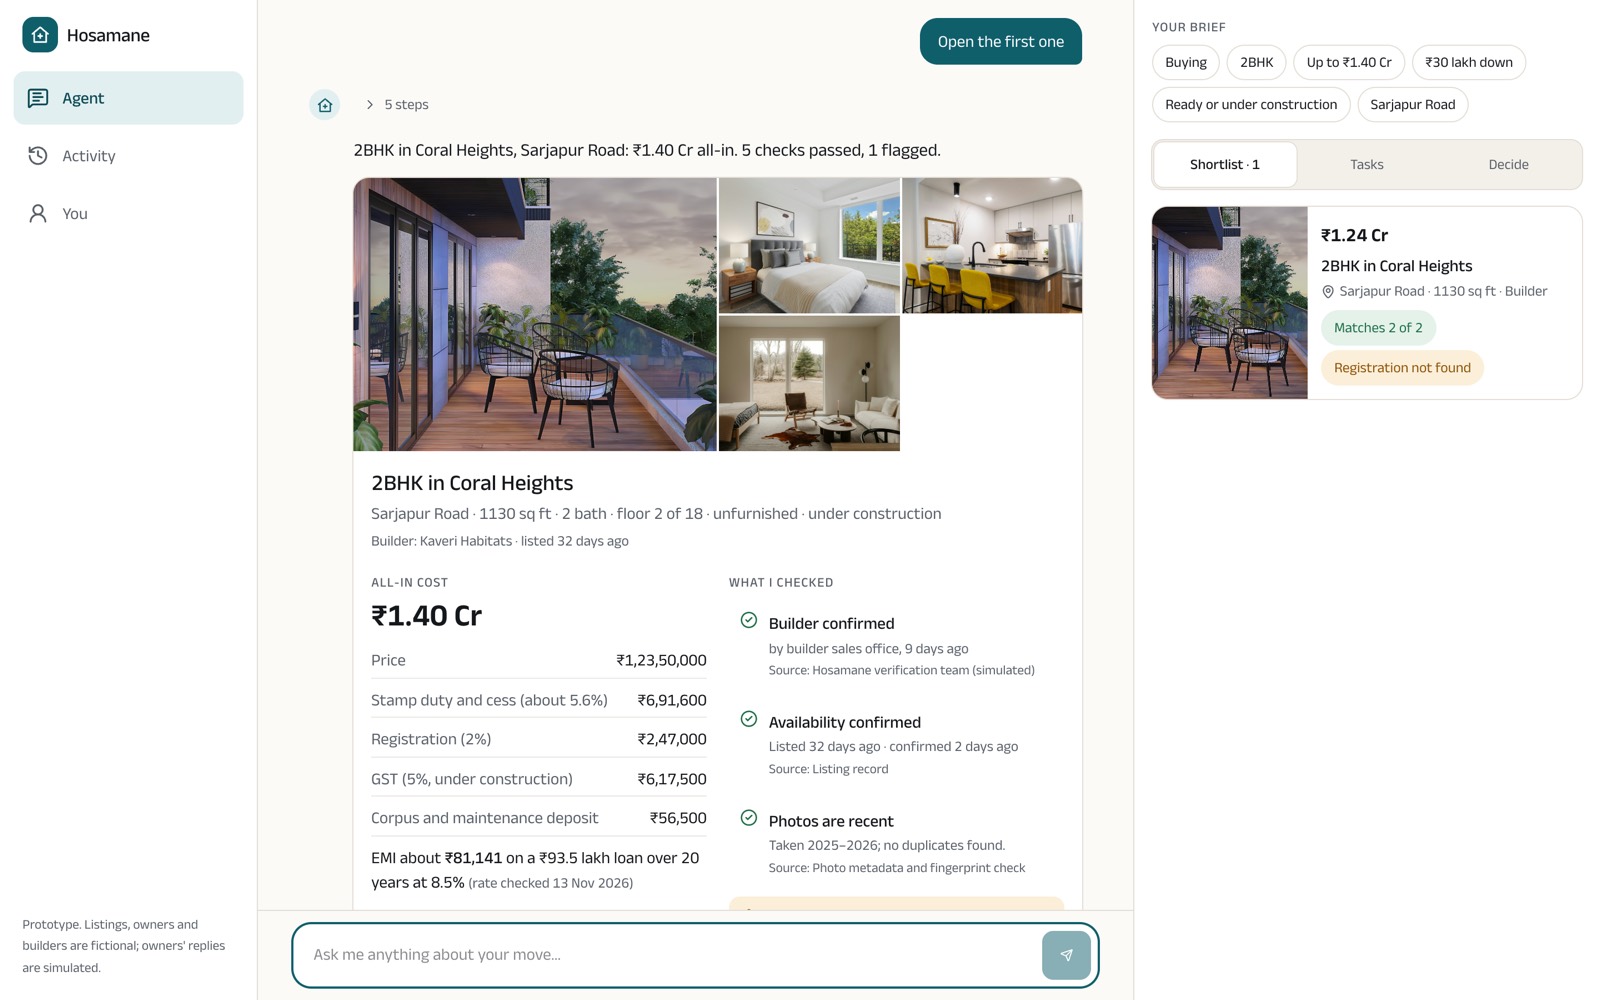 Hosamane
Agent
Activity
You
Prototype. Listings, owners and
builders are fictional; owners' replies
are simulated.
Open the first one
5 steps
2BHK in Coral Heights, Sarjapur Road: ₹1.40 Cr all-in. 5 checks passed, 1 flagged.
2BHK in Coral Heights
Sarjapur Road · 1130 sq ft · 2 bath · floor 2 of 18 · unfurnished · under construction
Builder: Kaveri Habitats · listed 32 days ago
ALL-IN COST
₹1.40 Cr
Price ₹1,23,50,000
Stamp duty and cess (about 5.6%) ₹6,91,600
Registration (2%) ₹2,47,000
GST (5%, under construction) ₹6,17,500
Corpus and maintenance deposit ₹56,500
EMI about ₹81,141 on a ₹93.5 lakh loan over 20
years at 8.5% (rate checked 13 Nov 2026)
WHAT I CHECKED
Builder confirmed
by builder sales office, 9 days ago
Source: Hosamane verification team (simulated)
Availability confirmed
Listed 32 days ago · confirmed 2 days ago
Source: Listing record
Photos are recent
Taken 2025–2026; no duplicates found.
Source: Photo metadata and fingerprint check
Ask me anything about your move...
YOUR BRIEF
Buying 2BHK Up to ₹1.40 Cr ₹30 lakh down
Ready or under construction Sarjapur Road
Shortlist · 1 Tasks Decide
₹1.24 Cr
2BHK in Coral Heights
Sarjapur Road · 1130 sq ft · Builder
Matches 2 of 2
Registration not found